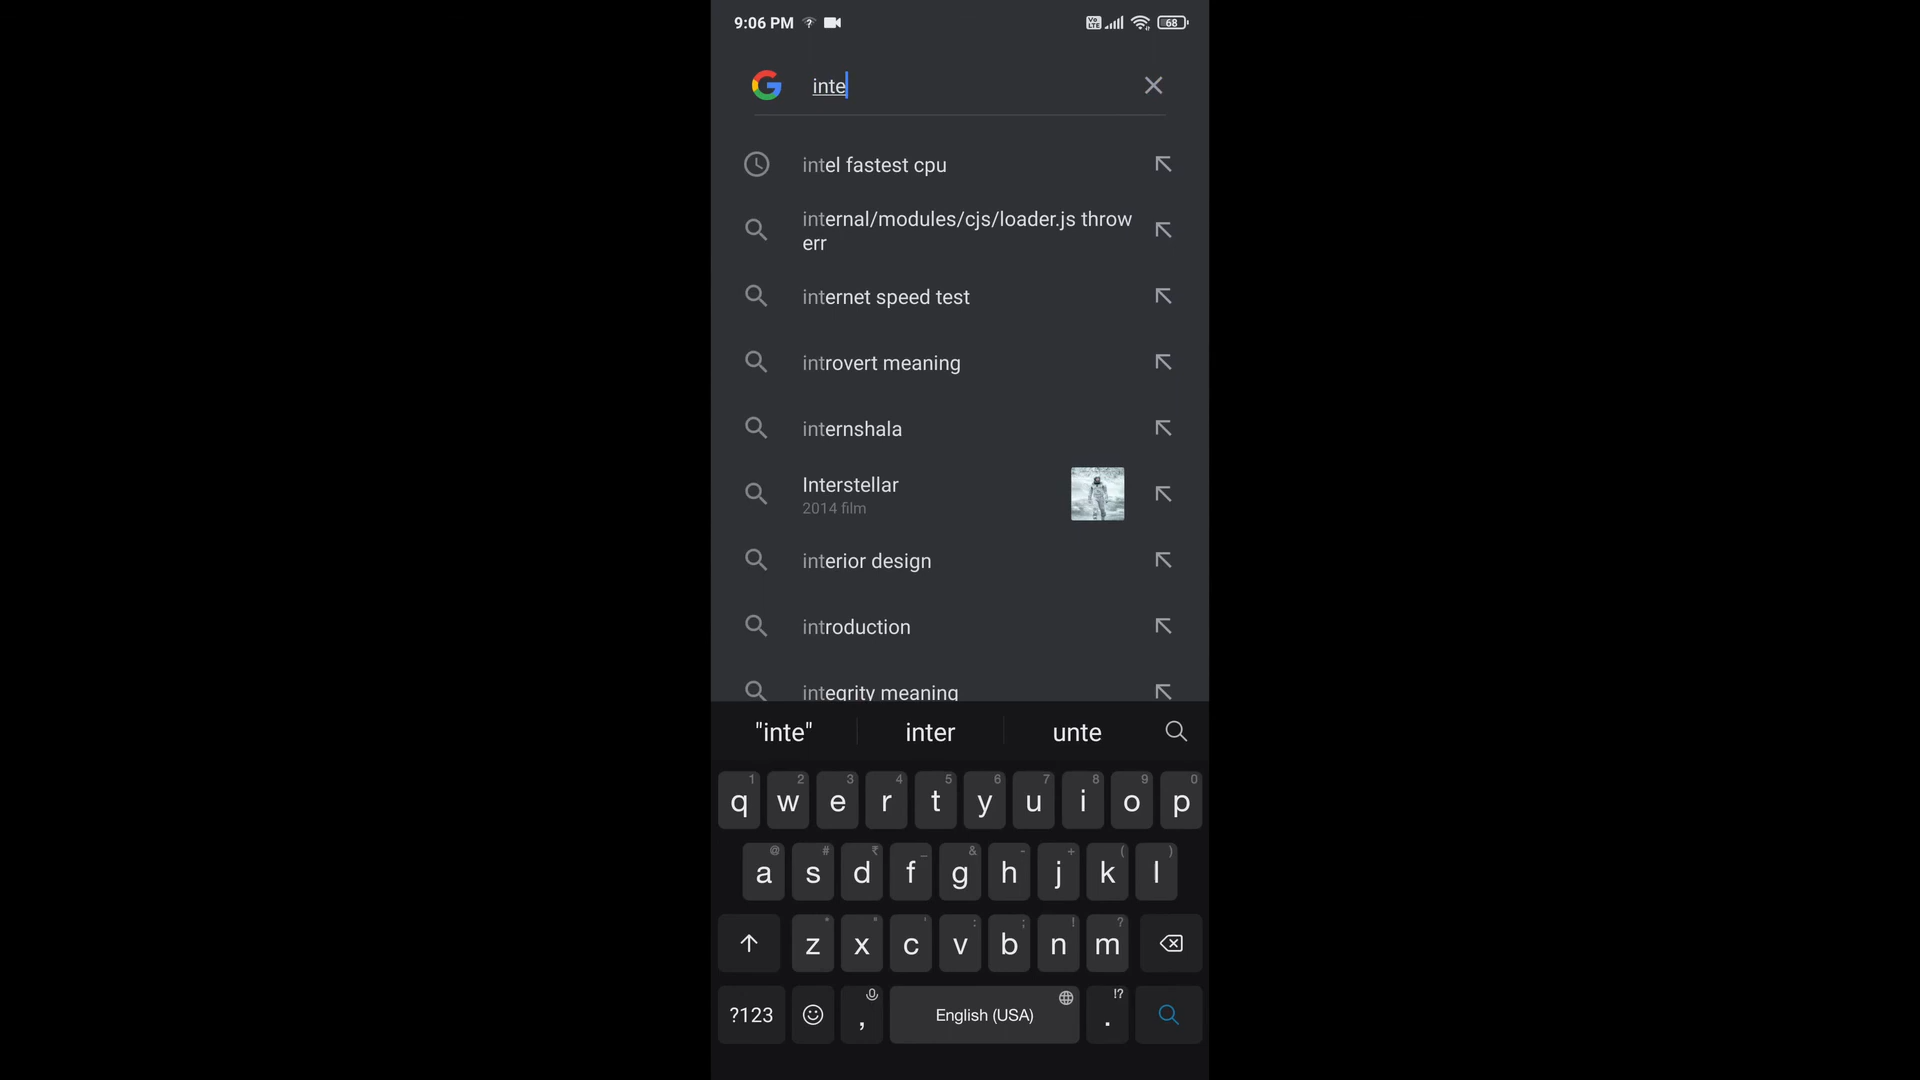 9:06 PM
Vo LTE
68
inte
intel fastest cpu
internal/modules/cjs/loader.js throw
err
internet speed test
introvert meaning
internshala
Interstellar
2014 film
interior design
introduction
integrity meaning
"inte" inter unte
1 2 3 4 5 6 7 8 9 0
q w e r t y u i o p
@ # ₹ _ & - + ( )
a s d f g h j k l
* " ' : ; ! ?
z x c v b n m
!?
?123 , English (USA) .